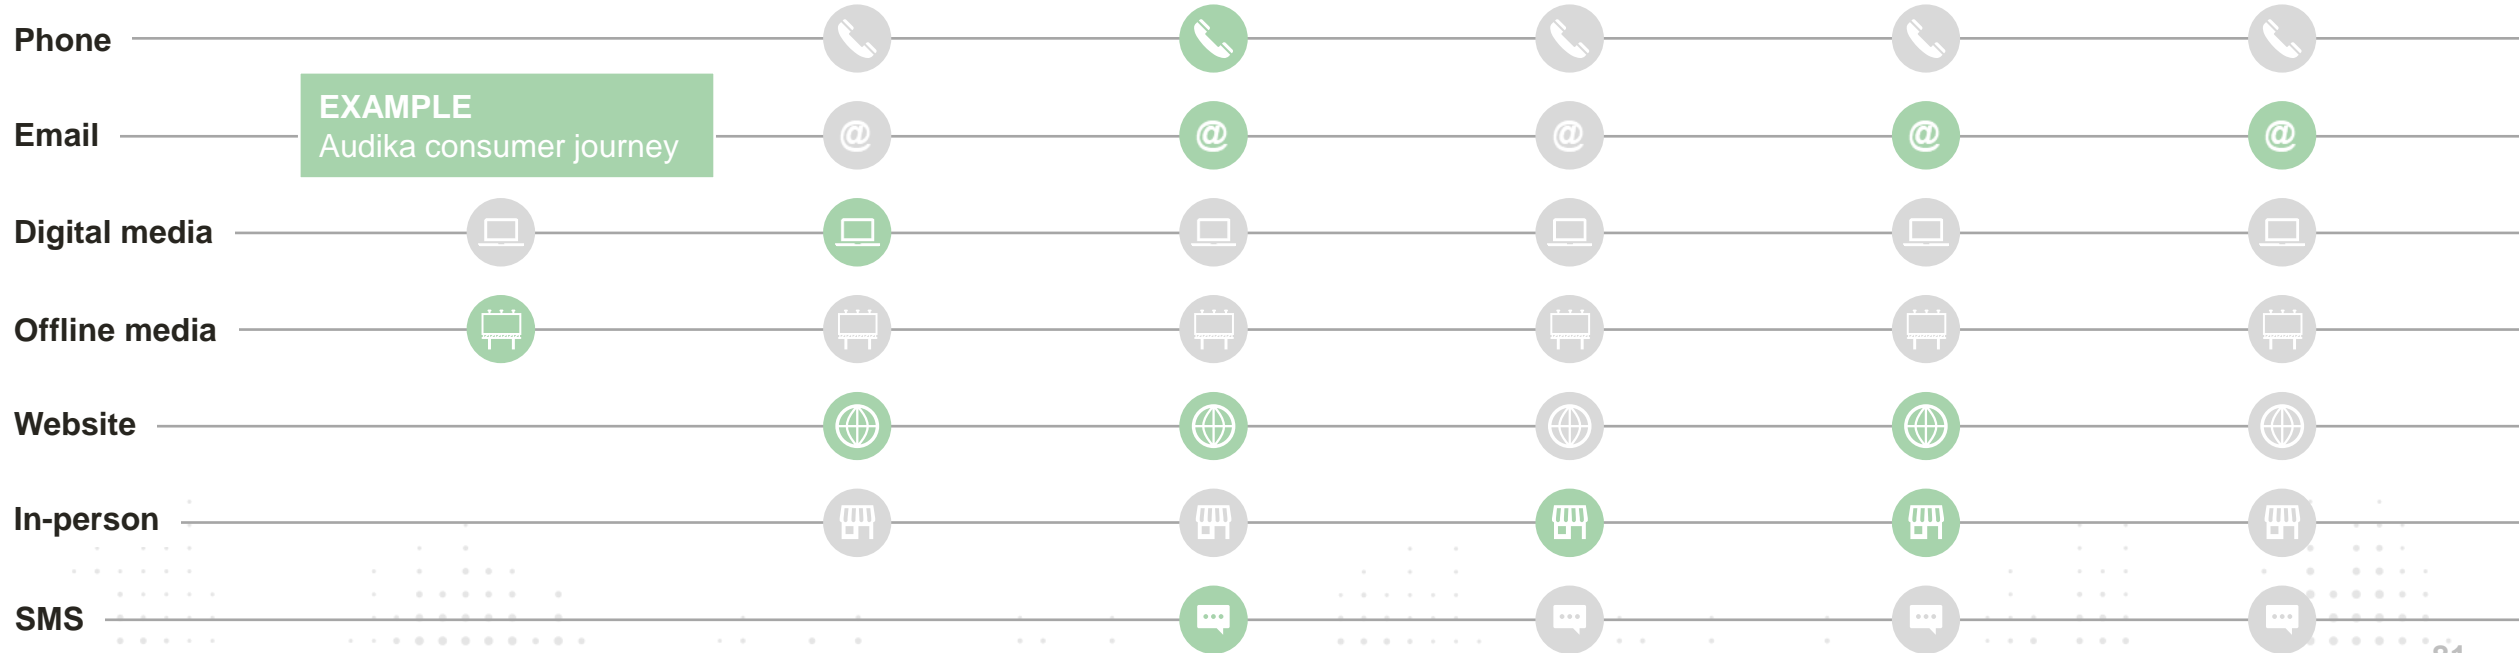 Phone
EXAMPLE
Audika consumer journey
Email
@ @ @ @ @
Digital media
Offline media
Website
In-person
SMS